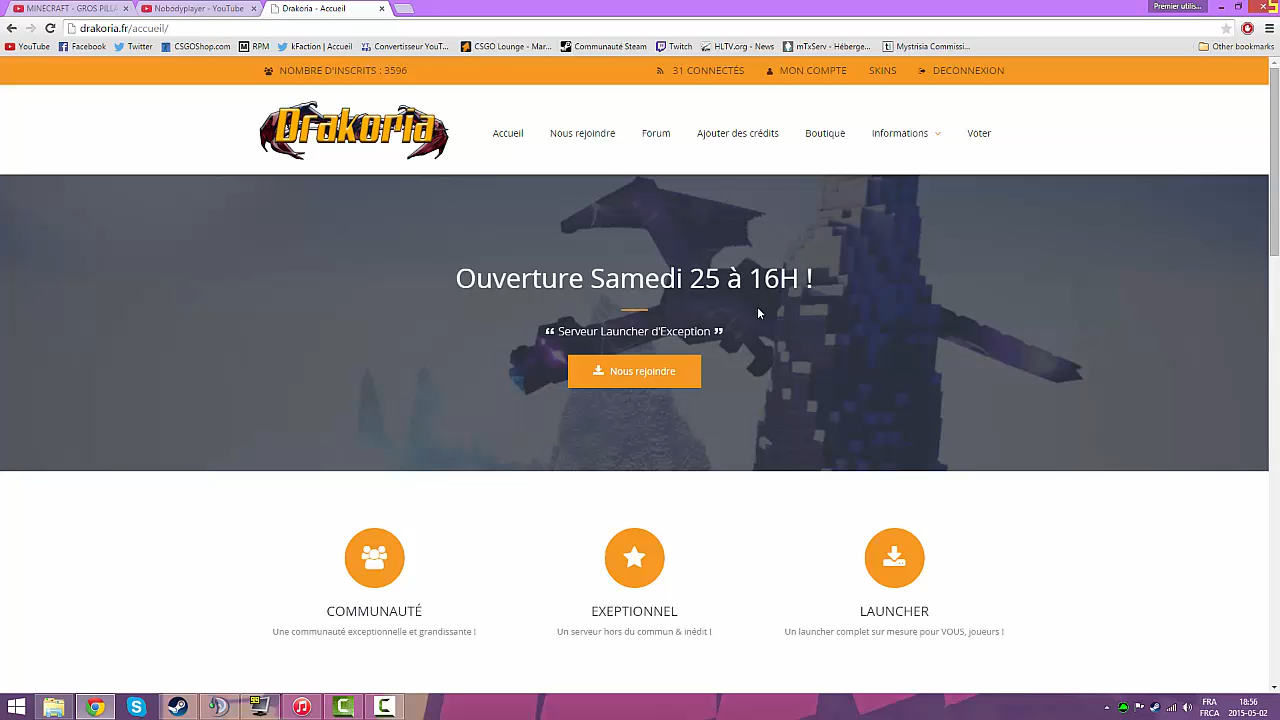 MINECRAFT - GROS PILLA
Nobodyplayer - YouTube
Drakoria - Accueil
Premier utilis...
drakoria.fr/accueil/
YouTube
Facebook
Twitter
CSGOShop.com
RPM
kFaction | Accueil
Convertisseur YouT...
CSGO Lounge - Mar...
Communauté Steam
Twitch
HLTV.org - News
mTxServ - Héberge...
Mystrisia Commissi...
Other bookmarks
NOMBRE D'INSCRITS : 3596
31 CONNECTÉS
MON COMPTE
SKINS
DECONNEXION
Drakoria
Accueil
Nous rejoindre
Forum
Ajouter des crédits
Boutique
Informations
Voter
Ouverture Samedi 25 à 16H !
“ Serveur Launcher d'Exception ”
Nous rejoindre
COMMUNAUTÉ
EXEPTIONNEL
LAUNCHER
Une communauté exceptionnelle et grandissante !
Un serveur hors du commun & inédit !
Un launcher complet sur mesure pour VOUS, joueurs !
FRA
FRCA
18:56
2015-05-02